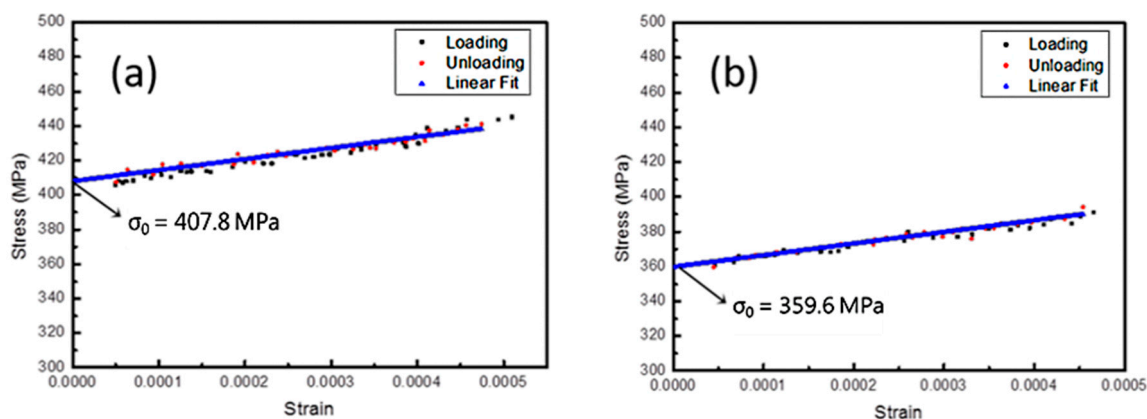 (a)
Loading
Unloading
Linear Fit
σ0 = 407.8 MPa
Stress (MPa)
500
480
460
440
420
400
380
360
340
320
300
0.0000 0.0001 0.0002 0.0003 0.0004 0.0005
Strain
(b)
Loading
Unloading
Linear Fit
σ0 = 359.6 MPa
Stress (MPa)
500
480
460
440
420
400
380
360
340
320
300
0.0000 0.0001 0.0002 0.0003 0.0004 0.0005
Strain